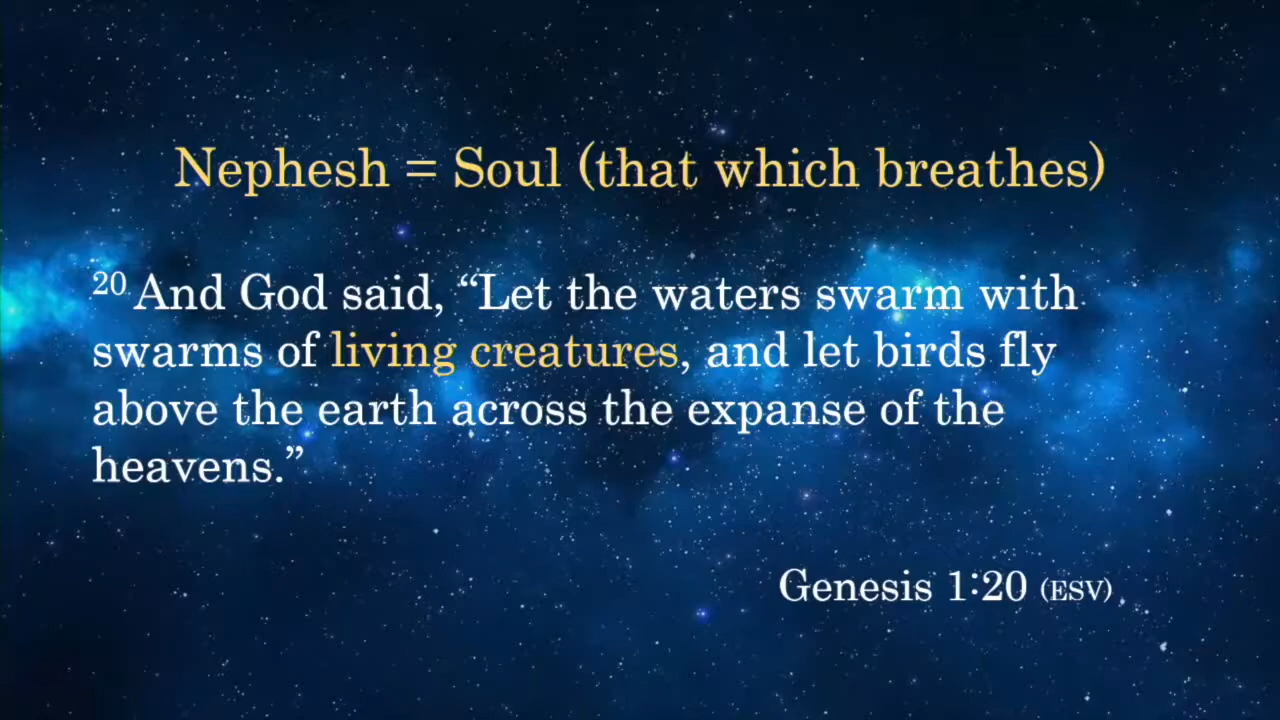 Nephesh = Soul (that which breathes)
20 And God said, “Let the waters swarm with
swarms of living creatures, and let birds fly
above the earth across the expanse of the
heavens.”
Genesis 1:20 (ESV)